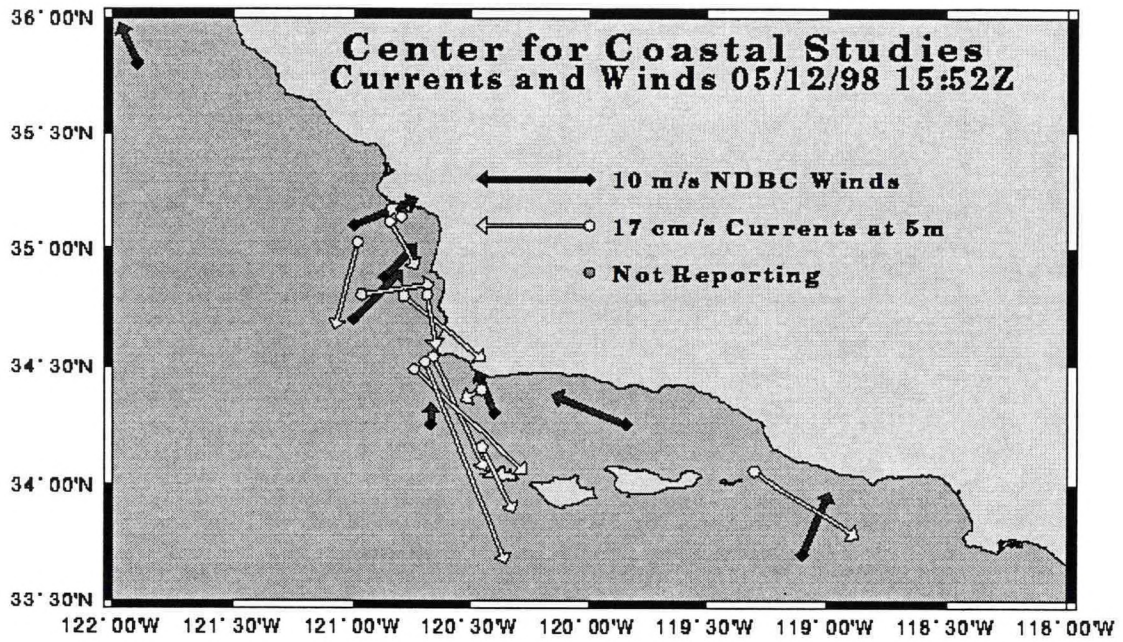 Center for Coastal Studies
Currents and Winds 05/12/98 15:52Z
10 m/s NDBC Winds
17 cm/s Currents at 5m
Not Reporting
36°00'N
35°30'N
35°00'N
34°30'N
34°00'N
33°30'N
122°00'W 121°30'W 121°00'W 120°30'W 120°00'W 119°30'W 119°00'W 118°30'W 118°00'W